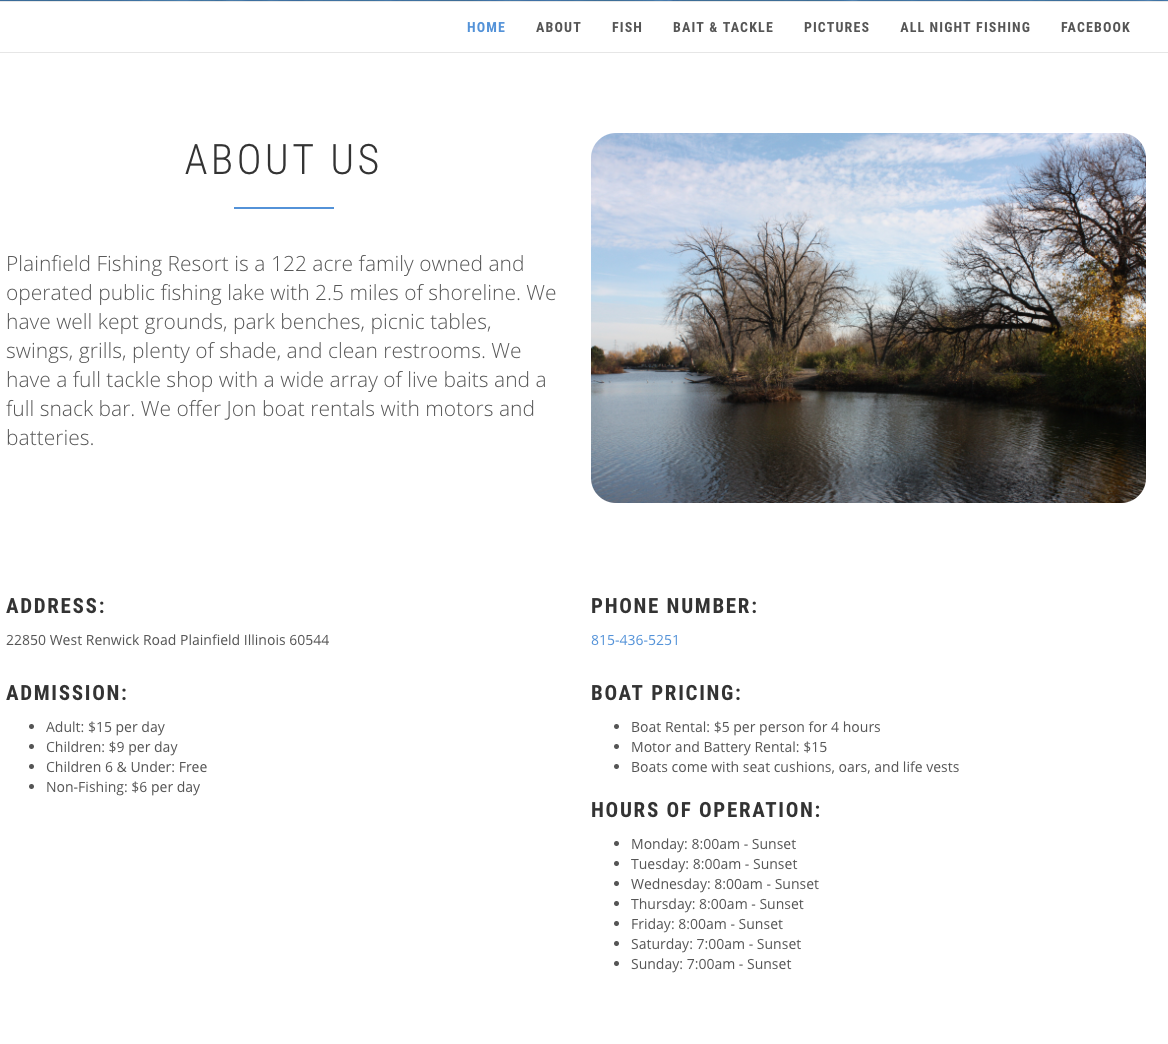 HOME ABOUT FISH BAIT & TACKLE PICTURES ALL NIGHT FISHING FACEBOOK
ABOUT US
Plainfield Fishing Resort is a 122 acre family owned and
operated public fishing lake with 2.5 miles of shoreline. We
have well kept grounds, park benches, picnic tables,
swings, grills, plenty of shade, and clean restrooms. We
have a full tackle shop with a wide array of live baits and a
full snack bar. We offer Jon boat rentals with motors and
batteries.
ADDRESS:
22850 West Renwick Road Plainfield Illinois 60544
ADMISSION:
• Adult: $15 per day
• Children: $9 per day
• Children 6 & Under: Free
• Non-Fishing: $6 per day
PHONE NUMBER:
815-436-5251
BOAT PRICING:
• Boat Rental: $5 per person for 4 hours
• Motor and Battery Rental: $15
• Boats come with seat cushions, oars, and life vests
HOURS OF OPERATION:
• Monday: 8:00am - Sunset
• Tuesday: 8:00am - Sunset
• Wednesday: 8:00am - Sunset
• Thursday: 8:00am - Sunset
• Friday: 8:00am - Sunset
• Saturday: 7:00am - Sunset
• Sunday: 7:00am - Sunset